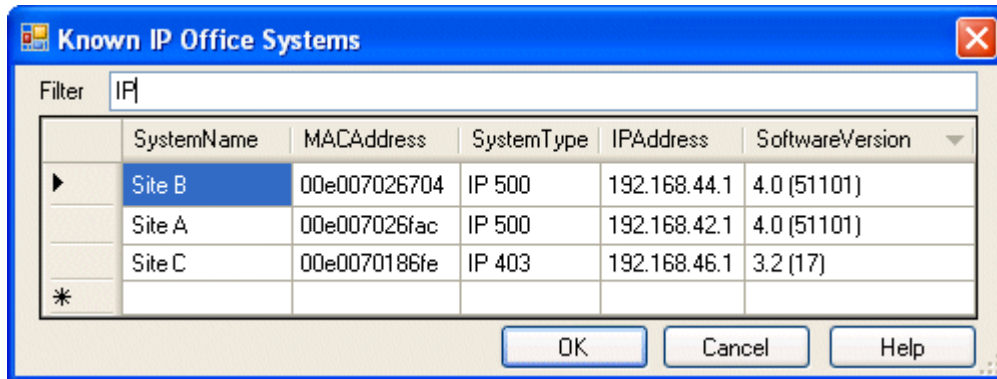 Known IP Office Systems
Filter IP
SystemName MACAddress SystemType IPAddress SoftwareVersion
Site B 00e007026704 IP 500 192.168.44.1 4.0 (51101)
Site A 00e007026fac IP 500 192.168.42.1 4.0 (51101)
Site C 00e0070186fe IP 403 192.168.46.1 3.2 (17)
OK Cancel Help